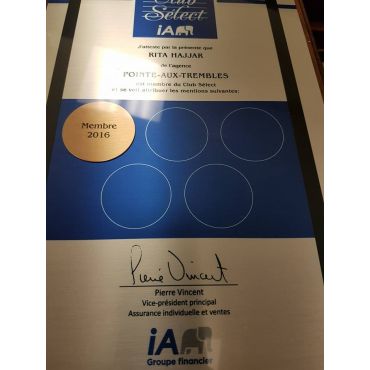 Club
Sélect
iA
J'atteste par la présente que
RITA HAJJAR
de l'agence
POINTE-AUX-TREMBLES
est membre du Club-Sélect
et se voit attribuer les mentions suivantes:
Membre
2016
Pierre Vincent
Pierre Vincent
Vice-président principal
Assurance individuelle et ventes
iA
Groupe financier